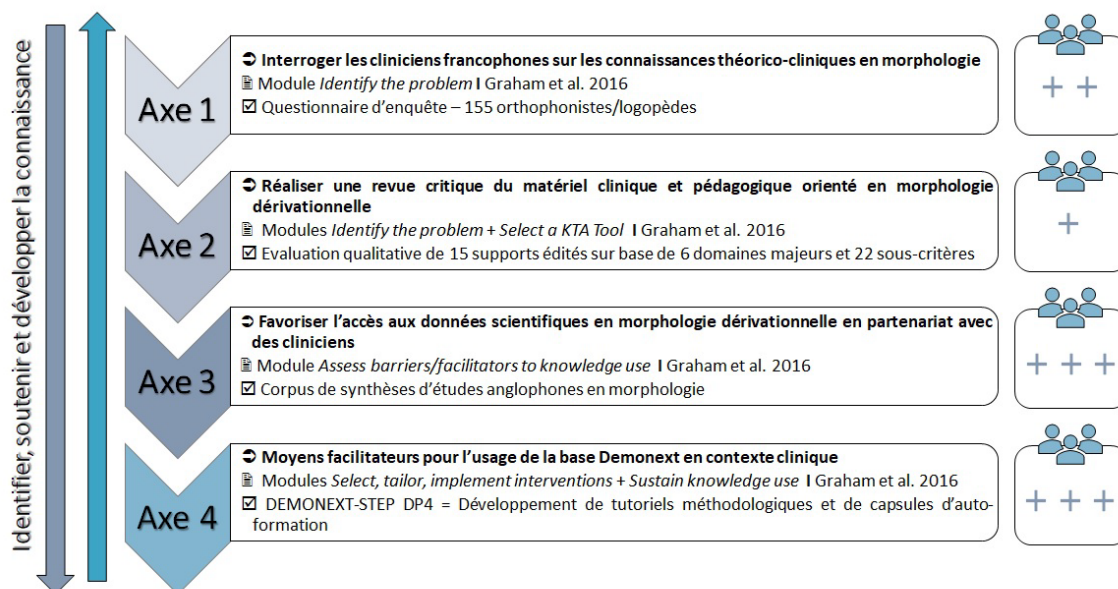 Identifier, soutenir et développer la connaissance
Axe 1
➲ Interroger les cliniciens francophones sur les connaissances théorico-cliniques en morphologie
🗎 Module Identify the problem I Graham et al. 2016
☑ Questionnaire d'enquête – 155 orthophonistes/logopèdes
+ +
Axe 2
➲ Réaliser une revue critique du matériel clinique et pédagogique orienté en morphologie
dérivationnelle
🗎 Modules Identify the problem + Select a KTA Tool I Graham et al. 2016
☑ Evaluation qualitative de 15 supports édités sur base de 6 domaines majeurs et 22 sous-critères
+
Axe 3
➲ Favoriser l'accès aux données scientifiques en morphologie dérivationnelle en partenariat avec
des cliniciens
🗎 Module Assess barriers/facilitators to knowledge use I Graham et al. 2016
☑ Corpus de synthèses d'études anglophones en morphologie
+ + +
Axe 4
➲ Moyens facilitateurs pour l'usage de la base Demonext en contexte clinique
🗎 Modules Select, tailor, implement interventions + Sustain knowledge use I Graham et al. 2016
☑ DEMONEXT-STEP DP4 = Développement de tutoriels méthodologiques et de capsules d'auto-
formation
+ + +